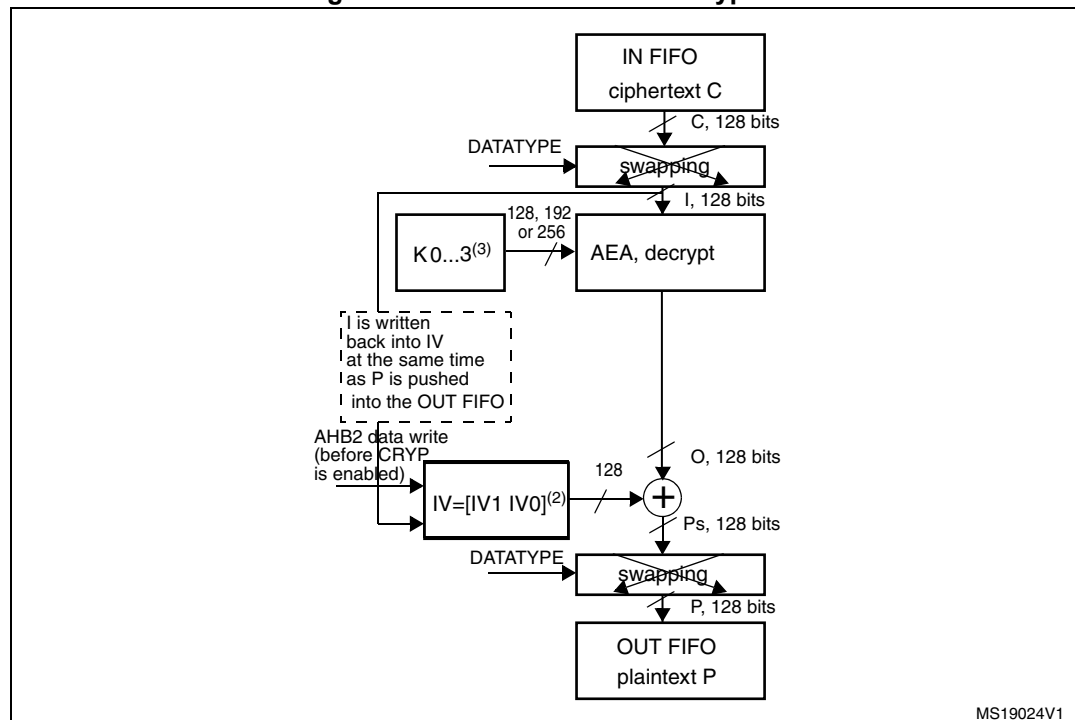 IN FIFO
ciphertext C
C, 128 bits
DATATYPE
swapping
I, 128 bits
128, 192
or 256
K 0...3(3)
AEA, decrypt
I is written
back into IV
at the same time
as P is pushed
into the OUT FIFO
AHB2 data write
(before CRYP
is enabled)
IV=[IV1 IV0](2)
128
O, 128 bits
+
Ps, 128 bits
DATATYPE
swapping
P, 128 bits
OUT FIFO
plaintext P
MS19024V1